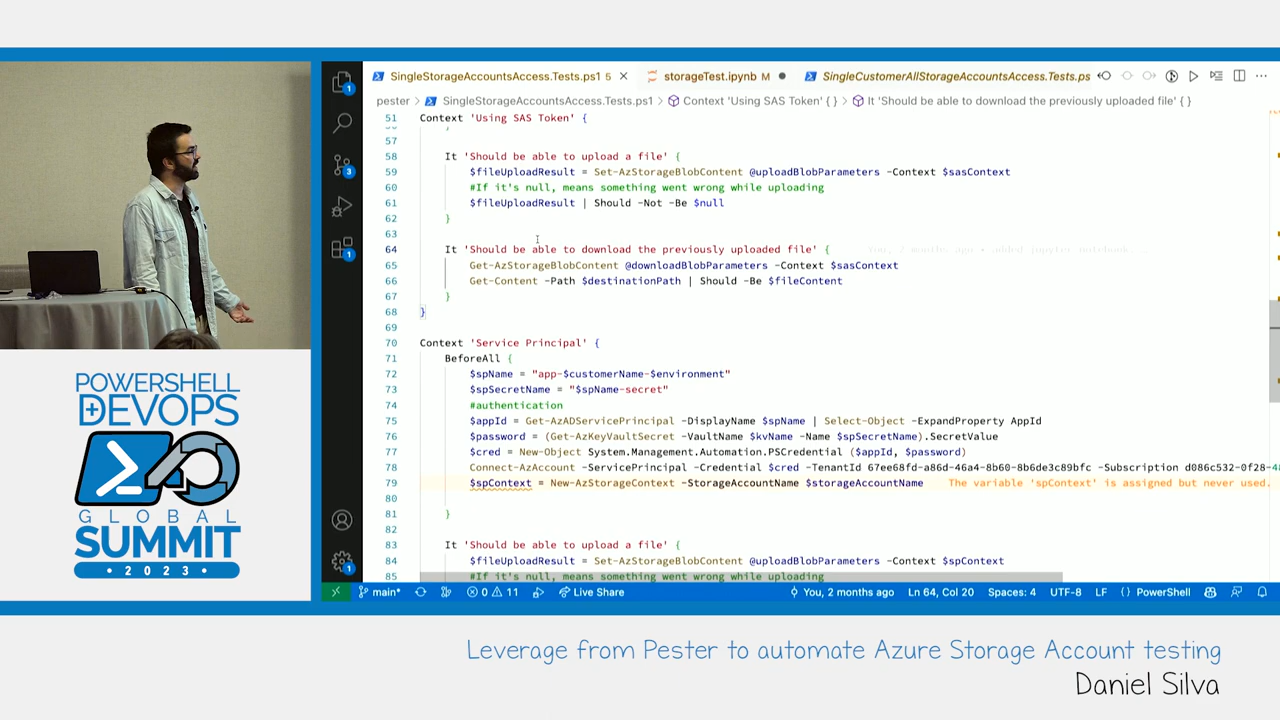 SingleStorageAccountsAccess.Tests.ps1 5
storageTest.ipynb M
SingleCustomerAllStorageAccountsAccess.Tests.ps
pester > SingleStorageAccountsAccess.Tests.ps1 > Context 'Using SAS Token' { } > It 'Should be able to download the previously uploaded file' { }
51 Context 'Using SAS Token' {
57
58 It 'Should be able to upload a file' {
59 $fileUploadResult = Set-AzStorageBlobContent @uploadBlobParameters -Context $sasContext
60 #If it's null, means something went wrong while uploading
61 $fileUploadResult | Should -Not -Be $null
62 }
63
64 It 'Should be able to download the previously uploaded file' { You, 2 months ago • added jupyter notebook
65 Get-AzStorageBlobContent @downloadBlobParameters -Context $sasContext
66 Get-Content -Path $destinationPath | Should -Be $fileContent
67 }
68 }
69
70 Context 'Service Principal' {
71 BeforeAll {
72 $spName = "app-$customerName-$environment"
73 $spSecretName = "$spName-secret"
74 #authentication
75 $appId = Get-AzADServicePrincipal -DisplayName $spName | Select-Object -ExpandProperty AppId
76 $password = (Get-AzKeyVaultSecret -VaultName $kvName -Name $spSecretName).SecretValue
77 $cred = New-Object System.Management.Automation.PSCredential ($appId, $password)
78 Connect-AzAccount -ServicePrincipal -Credential $cred -TenantId 67ee68fd-a86d-46a4-8b60-8b6de3c89bfc -Subscription d086c532-0f28-4
79 $spContext = New-AzStorageContext -StorageAccountName $storageAccountName The variable 'spContext' is assigned but never used.
80
81 }
82
83 It 'Should be able to upload a file' {
84 $fileUploadResult = Set-AzStorageBlobContent @uploadBlobParameters -Context $spContext
85 #If it's null, means something went wrong while uploading
main* 0 11 Live Share You, 2 months ago Ln 64, Col 20 Spaces: 4 UTF-8 LF { } PowerShell
1
3
1
1
POWERSHELL
+DEVOPS
GLOBAL
SUMMIT
• 2023 •
Leverage from Pester to automate Azure Storage Account testing
Daniel Silva